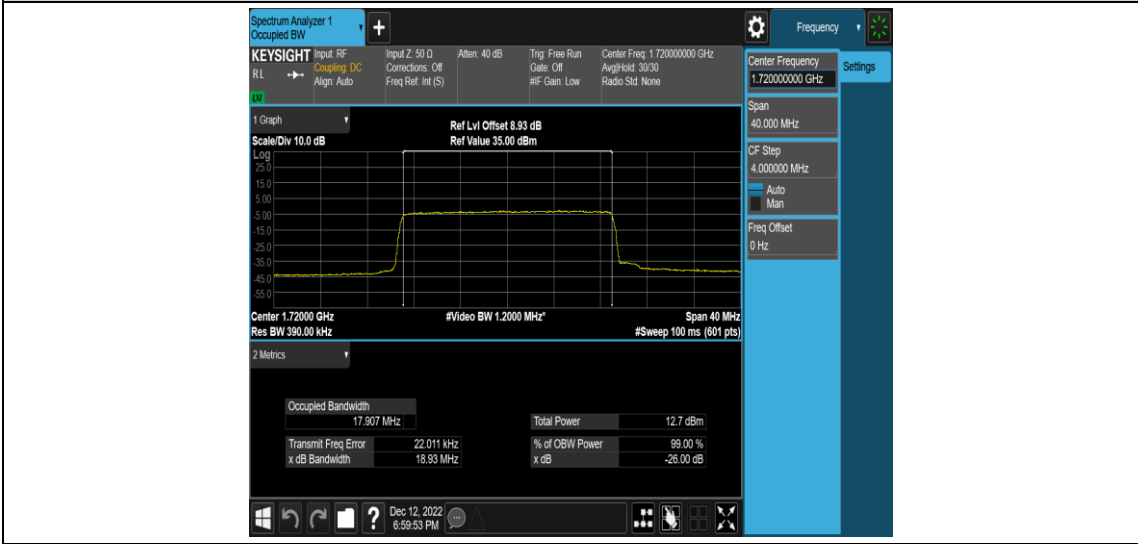 Spectrum Analyzer 1
Occupied BW
+
Frequency
KEYSIGHT
RL
LXI
Input: RF
Coupling: DC
Align: Auto
Input Z: 50 Ω
Corrections: Off
Freq Ref: Int (S)
Atten: 40 dB
Trig: Free Run
Gate: Off
#IF Gain: Low
Center Freq: 1.720000000 GHz
Avg|Hold: 30/30
Radio Std: None
Center Frequency
1.720000000 GHz
Settings
Span
40.000 MHz
CF Step
4.000000 MHz
Auto
Man
Freq Offset
0 Hz
1 Graph
Scale/Div 10.0 dB
Ref Lvl Offset 8.93 dB
Ref Value 35.00 dBm
Log
25.0
15.0
5.00
-5.00
-15.0
-25.0
-35.0
-45.0
-55.0
Center 1.72000 GHz
#Video BW 1.2000 MHz*
Span 40 MHz
Res BW 390.00 kHz
#Sweep 100 ms (601 pts)
2 Metrics
Occupied Bandwidth
17.907 MHz
Total Power 12.7 dBm
Transmit Freq Error 22.011 kHz
% of OBW Power 99.00 %
x dB Bandwidth 18.93 MHz
x dB -26.00 dB
?
Dec 12, 2022
6:59:53 PM